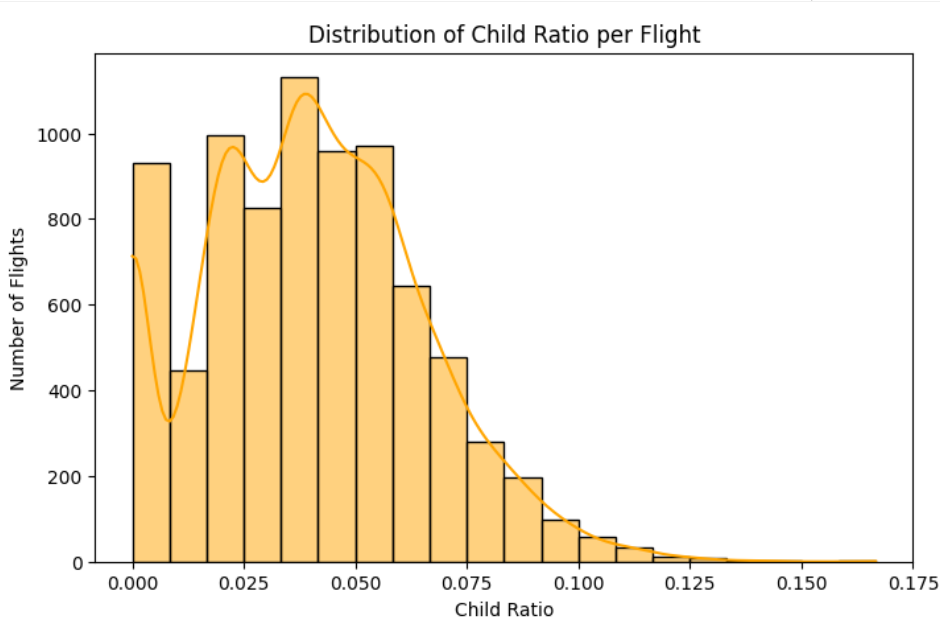 Distribution of Child Ratio per Flight
Number of Flights
1000
800
600
400
200
0
0.000 0.025 0.050 0.075 0.100 0.125 0.150 0.175
Child Ratio